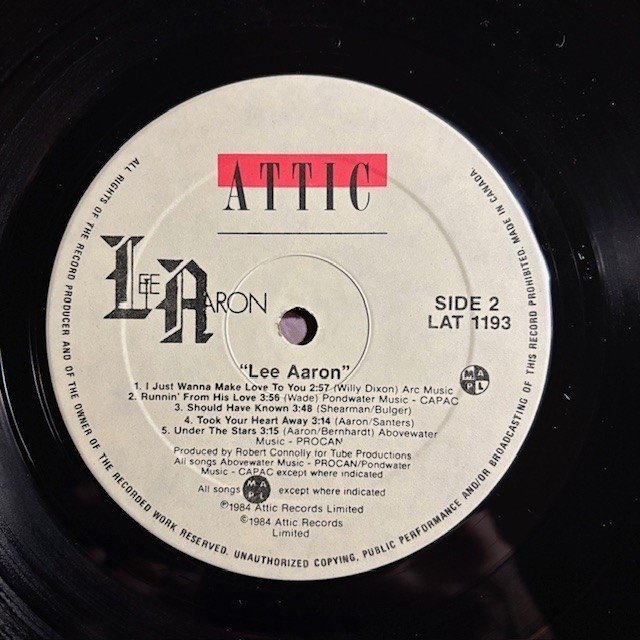 ATTIC
LEE AARON
SIDE 2
LAT 1193
"Lee Aaron"
1. I Just Wanna Make Love To You 2:57 (Willy Dixon) Arc Music
2. Runnin' From His Love 3:56 (Wade) Pondwater Music - CAPAC
3. Should Have Known 3:48 (Shearman/Bulger)
4. Took Your Heart Away 3:14 (Aaron/Santers)
5. Under The Stars 3:15 (Aaron/Bernhardt) Abovewater
Music - PROCAN
Produced by Robert Connolly for Tube Productions
All songs Abovewater Music - PROCAN/Pondwater
Music - CAPAC except where indicated
All songs MAPL except where indicated
℗1984 Attic Records Limited
©1984 Attic Records
Limited
MAPL
ALL RIGHTS OF THE RECORD PRODUCER AND OF THE OWNER OF THE RECORDED WORK RESERVED. UNAUTHORIZED COPYING, PUBLIC PERFORMANCE AND/OR BROADCASTING OF THIS RECORD PROHIBITED. MADE IN CANADA.